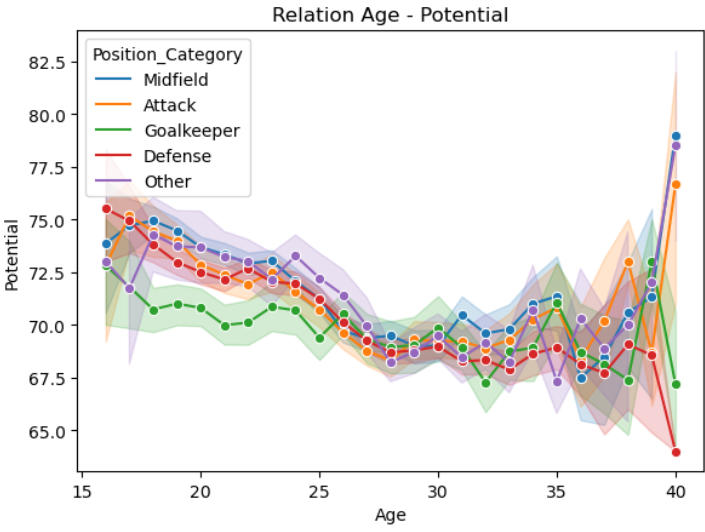 Relation Age - Potential
Position_Category
Midfield
Attack
Goalkeeper
Defense
Other
Potential
82.5
80.0
77.5
75.0
72.5
70.0
67.5
65.0
15 20 25 30 35 40
Age